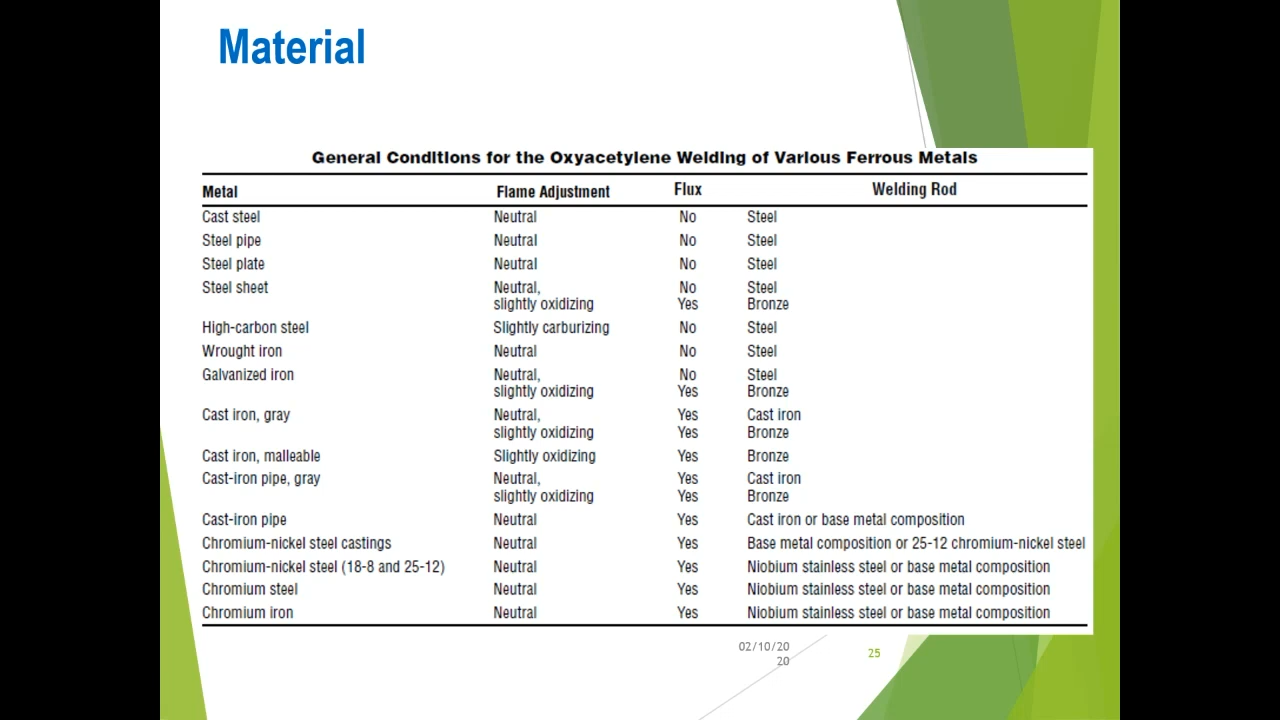 Material
General Conditions for the Oxyacetylene Welding of Various Ferrous Metals
Metal Flame Adjustment Flux Welding Rod
Cast steel Neutral No Steel
Steel pipe Neutral No Steel
Steel plate Neutral No Steel
Steel sheet Neutral, No Steel
slightly oxidizing Yes Bronze
High-carbon steel Slightly carburizing No Steel
Wrought iron Neutral No Steel
Galvanized iron Neutral, No Steel
slightly oxidizing Yes Bronze
Cast iron, gray Neutral, Yes Cast iron
slightly oxidizing Yes Bronze
Cast iron, malleable Slightly oxidizing Yes Bronze
Cast-iron pipe, gray Neutral, Yes Cast iron
slightly oxidizing Yes Bronze
Cast-iron pipe Neutral Yes Cast iron or base metal composition
Chromium-nickel steel castings Neutral Yes Base metal composition or 25-12 chromium-nickel steel
Chromium-nickel steel (18-8 and 25-12) Neutral Yes Niobium stainless steel or base metal composition
Chromium steel Neutral Yes Niobium stainless steel or base metal composition
Chromium iron Neutral Yes Niobium stainless steel or base metal composition
02/10/20
20
25